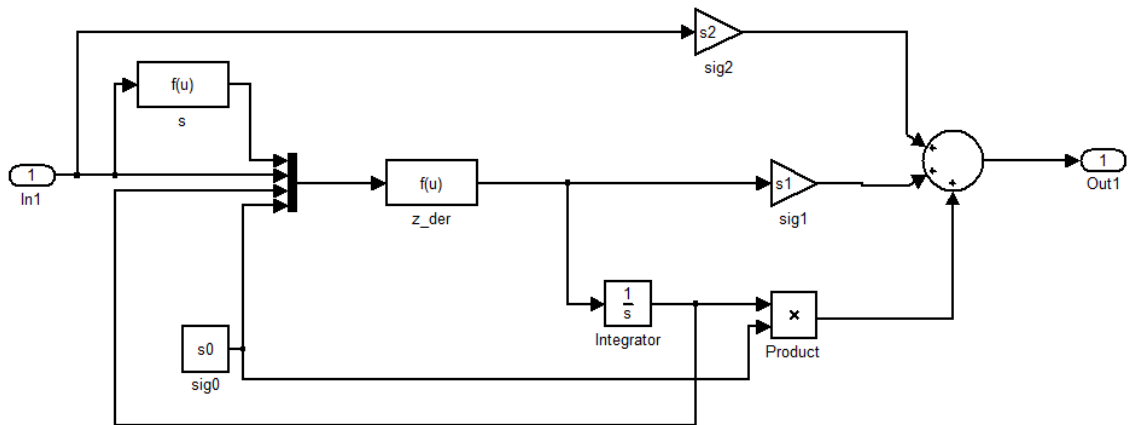 s2
sig2
f(u)
s
1
In1
f(u)
z_der
s1
sig1
+
+
+
1
Out1
1
s
Integrator
×
Product
s0
sig0